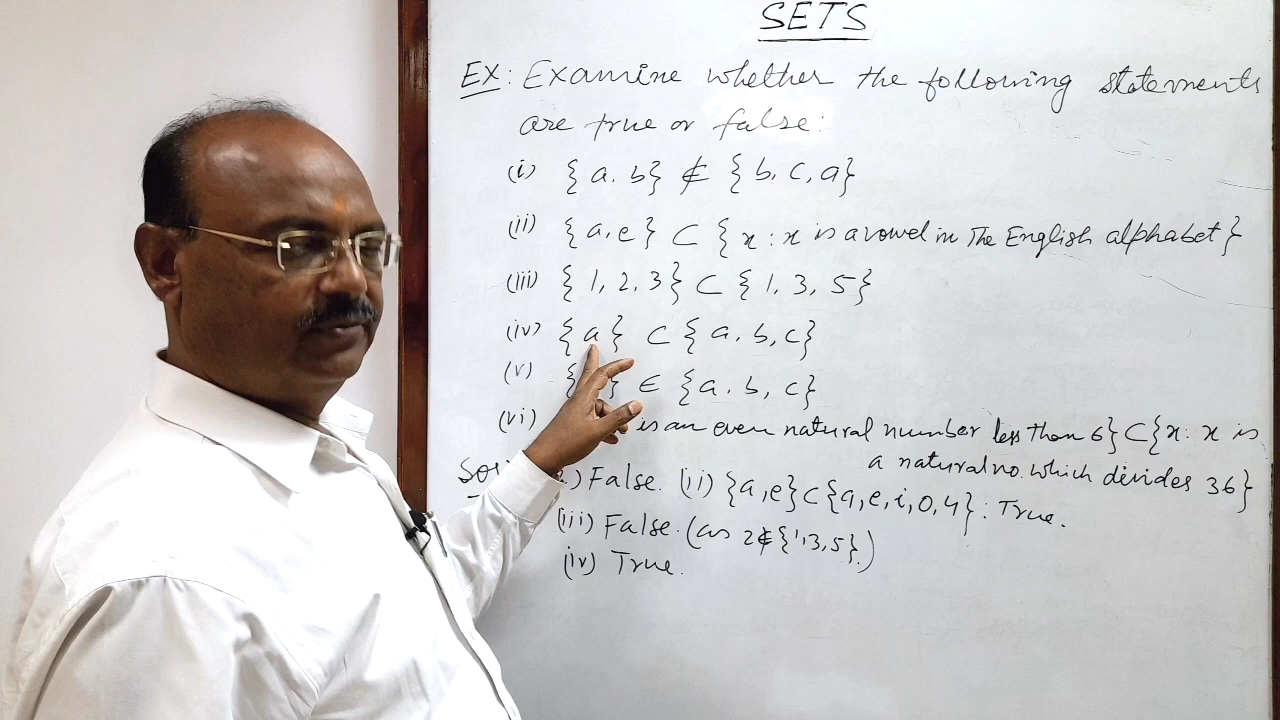 SETS
EX: Examine whether the following statements
are true or false:
(i) {a, b} ⊄ {b, c, a}
(ii) {a, e} ⊂ {x : x is a vowel in The English alphabet}
(iii) {1, 2, 3} ⊂ {1, 3, 5}
(iv) {a} ⊂ {a, b, c}
(v) { } ∈ {a, b, c}
(vi) is an even natural number less than 6} ⊂ {x : x is
a natural no. which divides 36}
) False. (ii) {a, e} ⊂ {a, e, i, o, u} : True.
(iii) False. (as 2 ∉ {1, 3, 5}.)
(iv) True.